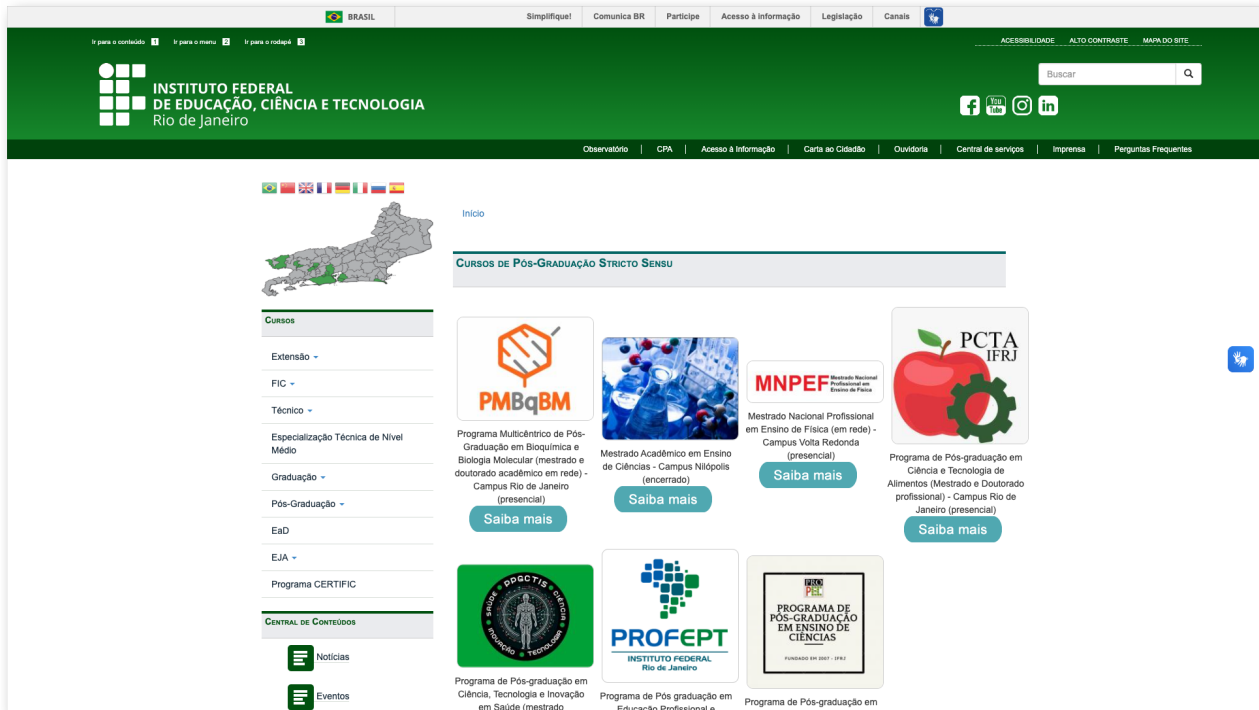 BRASIL
Simplifique!
Comunica BR
Participe
Acesso à informação
Legislação
Canais
Ir para o conteúdo 1
Ir para o menu 2
Ir para o rodapé 3
ACESSIBILIDADE
ALTO CONTRASTE
MAPA DO SITE
INSTITUTO FEDERAL
DE EDUCAÇÃO, CIÊNCIA E TECNOLOGIA
Rio de Janeiro
Buscar
You
Tube
in
Observatório | CPA | Acesso à Informação | Carta ao Cidadão | Ouvidoria | Central de serviços | Imprensa | Perguntas Frequentes
Início
Cursos de Pós-Graduação Stricto Sensu
Cursos
Extensão
FIC
Técnico
Especialização Técnica de Nível
Médio
Graduação
Pós-Graduação
EaD
EJA
Programa CERTIFIC
Central de Conteúdos
Notícias
Eventos
PMBqBM
Programa Multicêntrico de Pós-
Graduação em Bioquímica e
Biologia Molecular (mestrado e
doutorado acadêmico em rede) -
Campus Rio de Janeiro
(presencial)
Saiba mais
Mestrado Acadêmico em Ensino
de Ciências - Campus Nilópolis
(encerrado)
Saiba mais
MNPEF
Mestrado Nacional
Profissional em
Ensino de Física
Mestrado Nacional Profissional
em Ensino de Física (em rede) -
Campus Volta Redonda
(presencial)
Saiba mais
PCTA
IFRJ
Programa de Pós-graduação em
Ciência e Tecnologia de
Alimentos (Mestrado e Doutorado
profissional) - Campus Rio de
Janeiro (presencial)
Saiba mais
PPGCTIS
CIÊNCIA
TECNOLOGIA
INOVAÇÃO
SAÚDE
Programa de Pós-graduação em
Ciência, Tecnologia e Inovação
em Saúde (mestrado
PROFEPT
INSTITUTO FEDERAL
Rio de Janeiro
Programa de Pós graduação em
Educação Profissional e
PRO
PEC
PROGRAMA DE
PÓS-GRADUAÇÃO
EM ENSINO DE
CIÊNCIAS
FUNDADO EM 2007 - IFRJ
Programa de Pós-graduação em